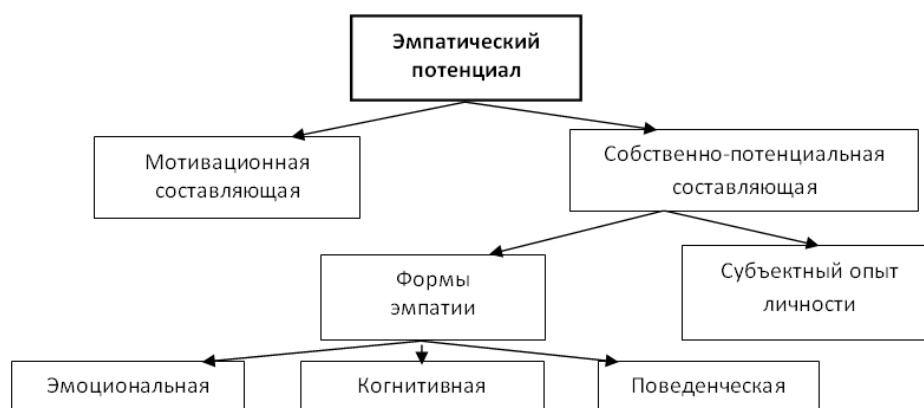 Эмпатический
потенциал
Мотивационная
составляющая
Собственно-потенциальная
составляющая
Формы
эмпатии
Субъектный опыт
личности
Эмоциональная
Когнитивная
Поведенческая